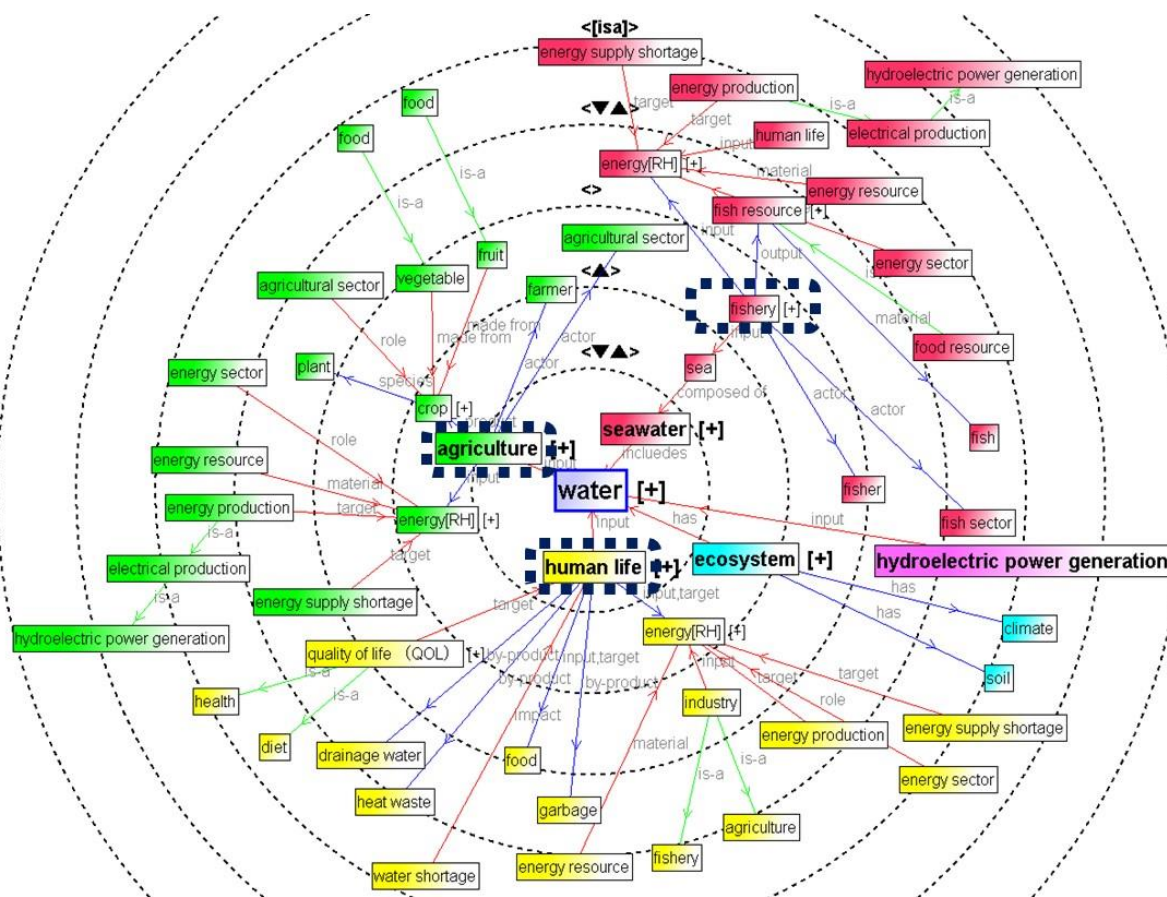 <[isa]>
energy supply shortage
hydroelectric power generation
energy production
is-a
is-a
target
food
<▼▲>
target
human life
electrical production
food
input
energy[RH] [+]
material
is-a
energy resource
<>
fish resource [+]
is-a
input
agricultural sector
output
fruit
energy sector
vegetable
<▲>
agricultural sector
farmer
fishery [+]
material
made from
input
role
made from
actor
food resource
<▼▲>
plant
actor
sea
energy sector
species
composed of
actor
actor
crop [+]
product
seawater [+]
fish
role
agriculture [+]
incluedes
energy resource
input
input
water [+]
material
fisher
energy production
target
energy[RH] [+]
input
has
input
fish sector
is-a
target
human life [+]
ecosystem [+]
hydroelectric power generation
electrical production
input,target
has
is-a
energy supply shortage
target
has
climate
hydroelectric power generation
energy[RH] [+]
quality of life (QOL) [+]
by-product
input,target
input
is-a
by-product
by-product
target
target
soil
health
is-a
industry
role
impact
energy supply shortage
diet
drainage water
food
material
energy production
is-a
is-a
energy sector
heat waste
garbage
agriculture
fishery
water shortage
energy resource